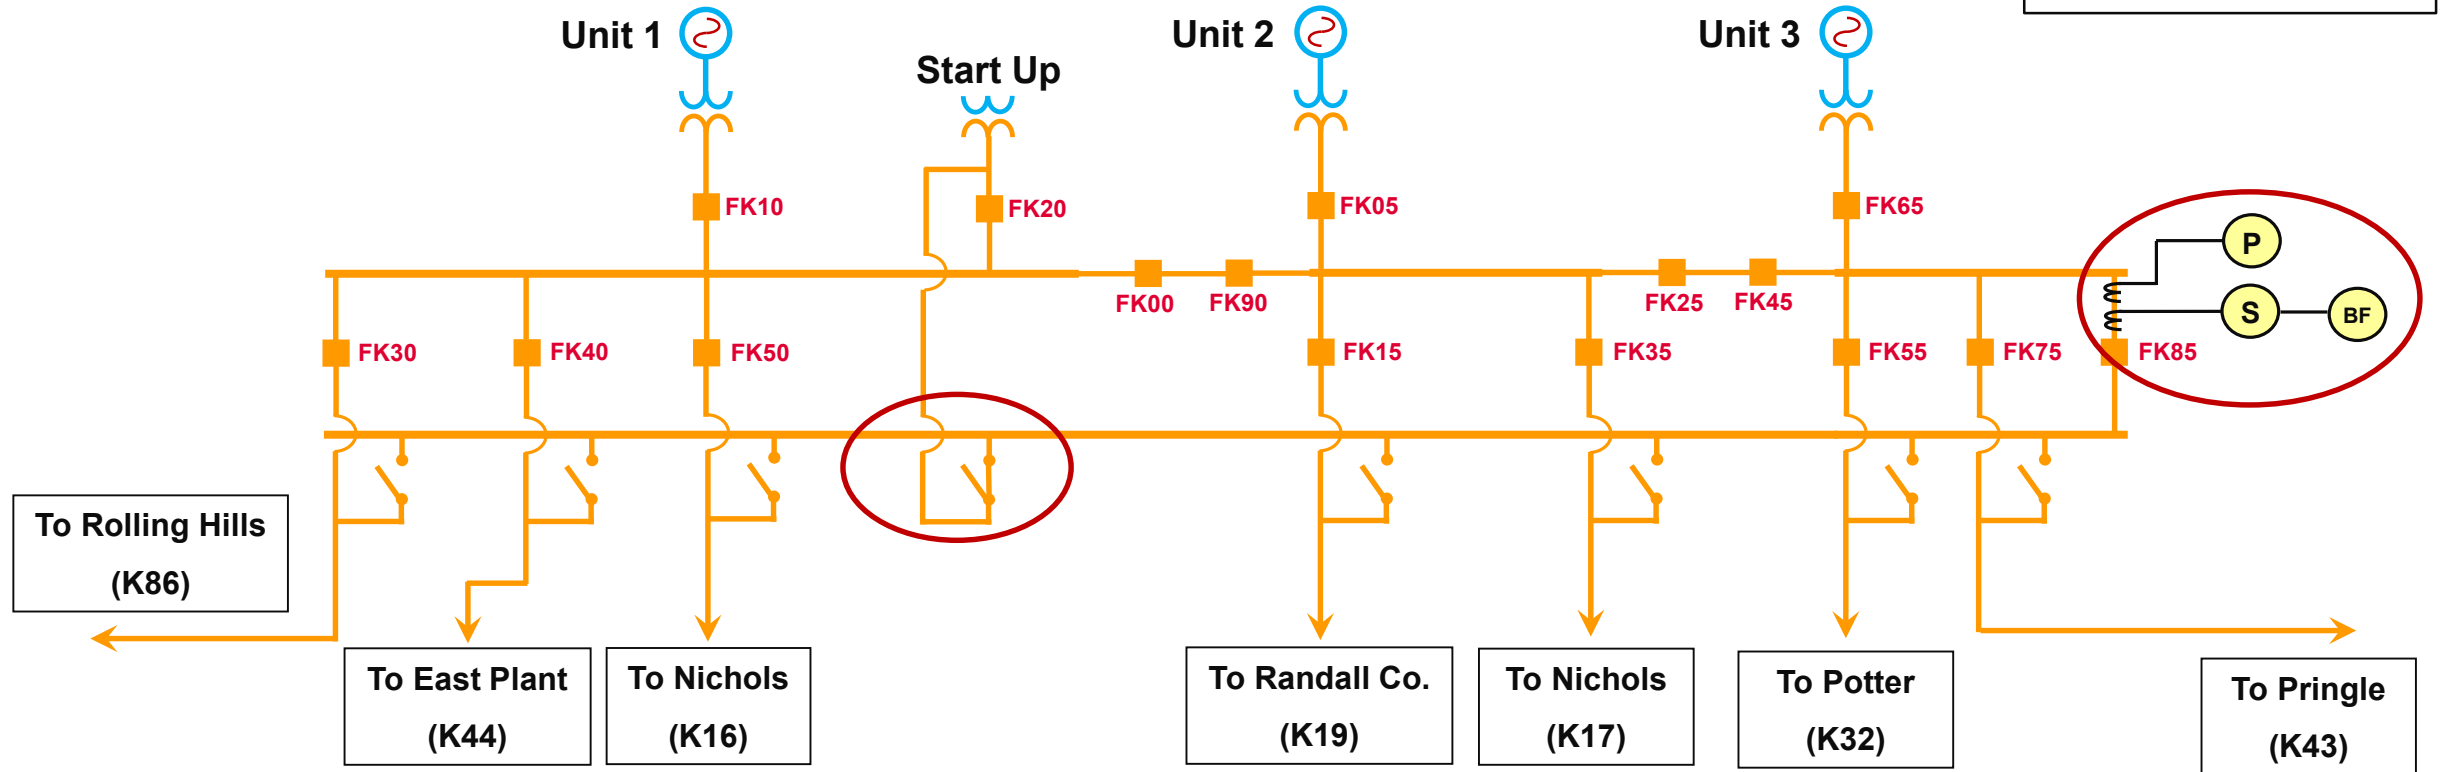 Unit 1
Start Up
Unit 2
Unit 3
FK10
FK20
FK05
FK65
P
S
BF
FK00
FK90
FK25
FK45
FK30
FK40
FK50
FK15
FK35
FK55
FK75
FK85
To Rolling Hills
(K86)
To East Plant
(K44)
To Nichols
(K16)
To Randall Co.
(K19)
To Nichols
(K17)
To Potter
(K32)
To Pringle
(K43)